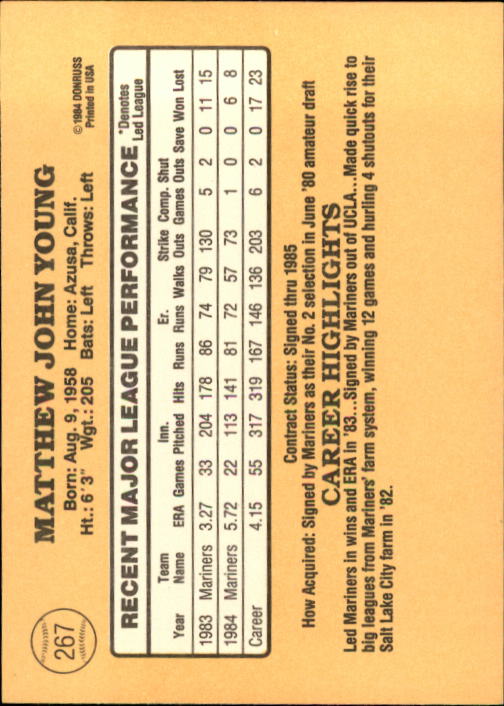 267
MATTHEW JOHN YOUNG
©1984 DONRUSS
Printed in USA
Born: Aug. 9, 1958 Home: Azusa, Calif.
Ht.: 6'3" Wgt.: 205 Bats: Left Throws: Left
RECENT MAJOR LEAGUE PERFORMANCE *Denotes Led League
Year Team Name ERA Games Inn. Pitched Hits Runs Er. Runs Walks Strike Outs Comp. Games Shut Outs Save Won Lost
1983 Mariners 3.27 33 204 178 86 74 79 130 5 2 0 11 15
1984 Mariners 5.72 22 113 141 81 72 57 73 1 0 0 6 8
Career 4.15 55 317 319 167 146 136 203 6 2 0 17 23
Contract Status: Signed thru 1985
How Acquired: Signed by Mariners as their No. 2 selection in June '80 amateur draft
CAREER HIGHLIGHTS
Led Mariners in wins and ERA in '83...Signed by Mariners out of UCLA...Made quick rise to
big leagues from Mariners' farm system, winning 12 games and hurling 4 shutouts for their
Salt Lake City farm in '82.